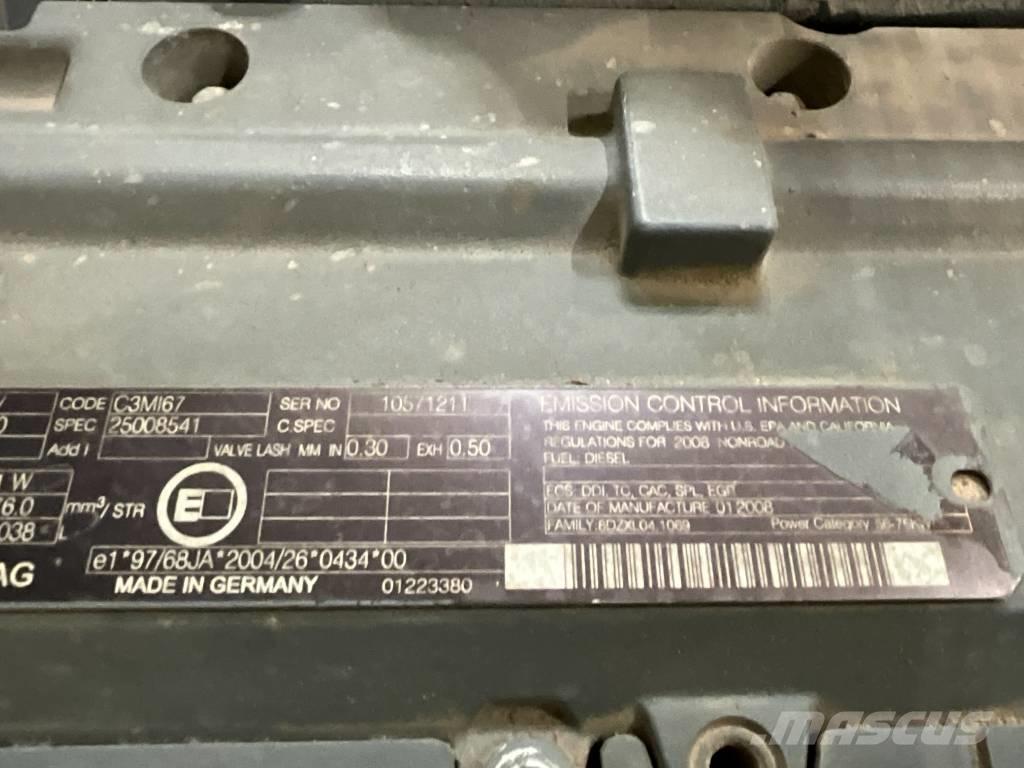 CODE C3MI67 SER NO 10571211
SPEC 25008541 C.SPEC
Add I VALVE LASH MM IN 0.30 EXH 0.50
W
6.0 mm³/STR
038 L
E
e1*97/68JA*2004/26*0434*00
AG MADE IN GERMANY 01223380
EMISSION CONTROL INFORMATION
THIS ENGINE COMPLIES WITH U.S. EPA AND CALIFORNIA
REGULATIONS FOR 2008 NONROAD
FUEL: DIESEL
ECS: DDI, TC, CAC, SPL, EGR
DATE OF MANUFACTURE 01.2008
FAMILY: 8DZXL04.1069 Power Category
MASCUS